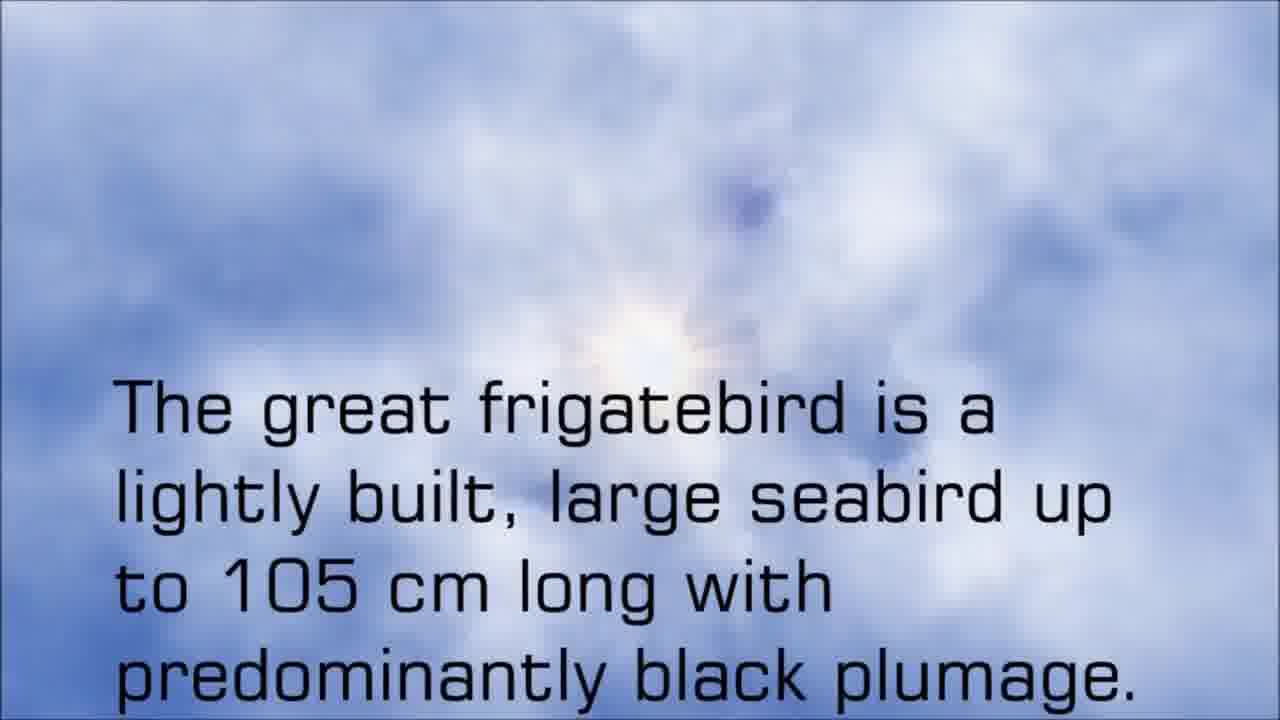 The great frigatebird is a
lightly built, large seabird up
to 105 cm long with
predominantly black plumage.